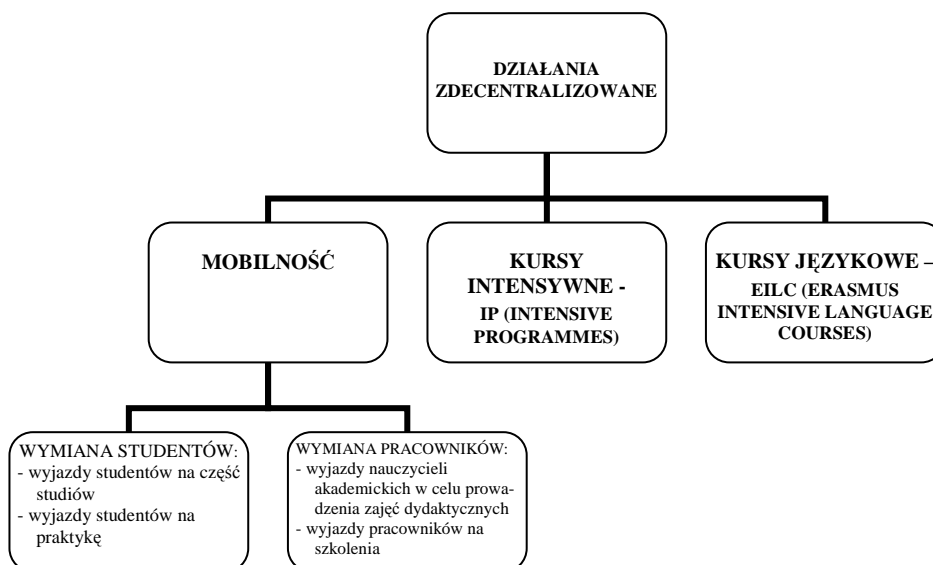 DZIAŁANIA
ZDECENTRALIZOWANE
MOBILNOŚĆ
KURSY
INTENSYWNE -
IP (INTENSIVE
PROGRAMMES)
KURSY JĘZYKOWE –
EILC (ERASMUS
INTENSIVE LANGUAGE
COURSES)
WYMIANA STUDENTÓW:
- wyjazdy studentów na część
studiów
- wyjazdy studentów na
praktykę
WYMIANA PRACOWNIKÓW:
- wyjazdy nauczycieli
akademickich w celu prowa-
dzenia zajęć dydaktycznych
- wyjazdy pracowników na
szkolenia